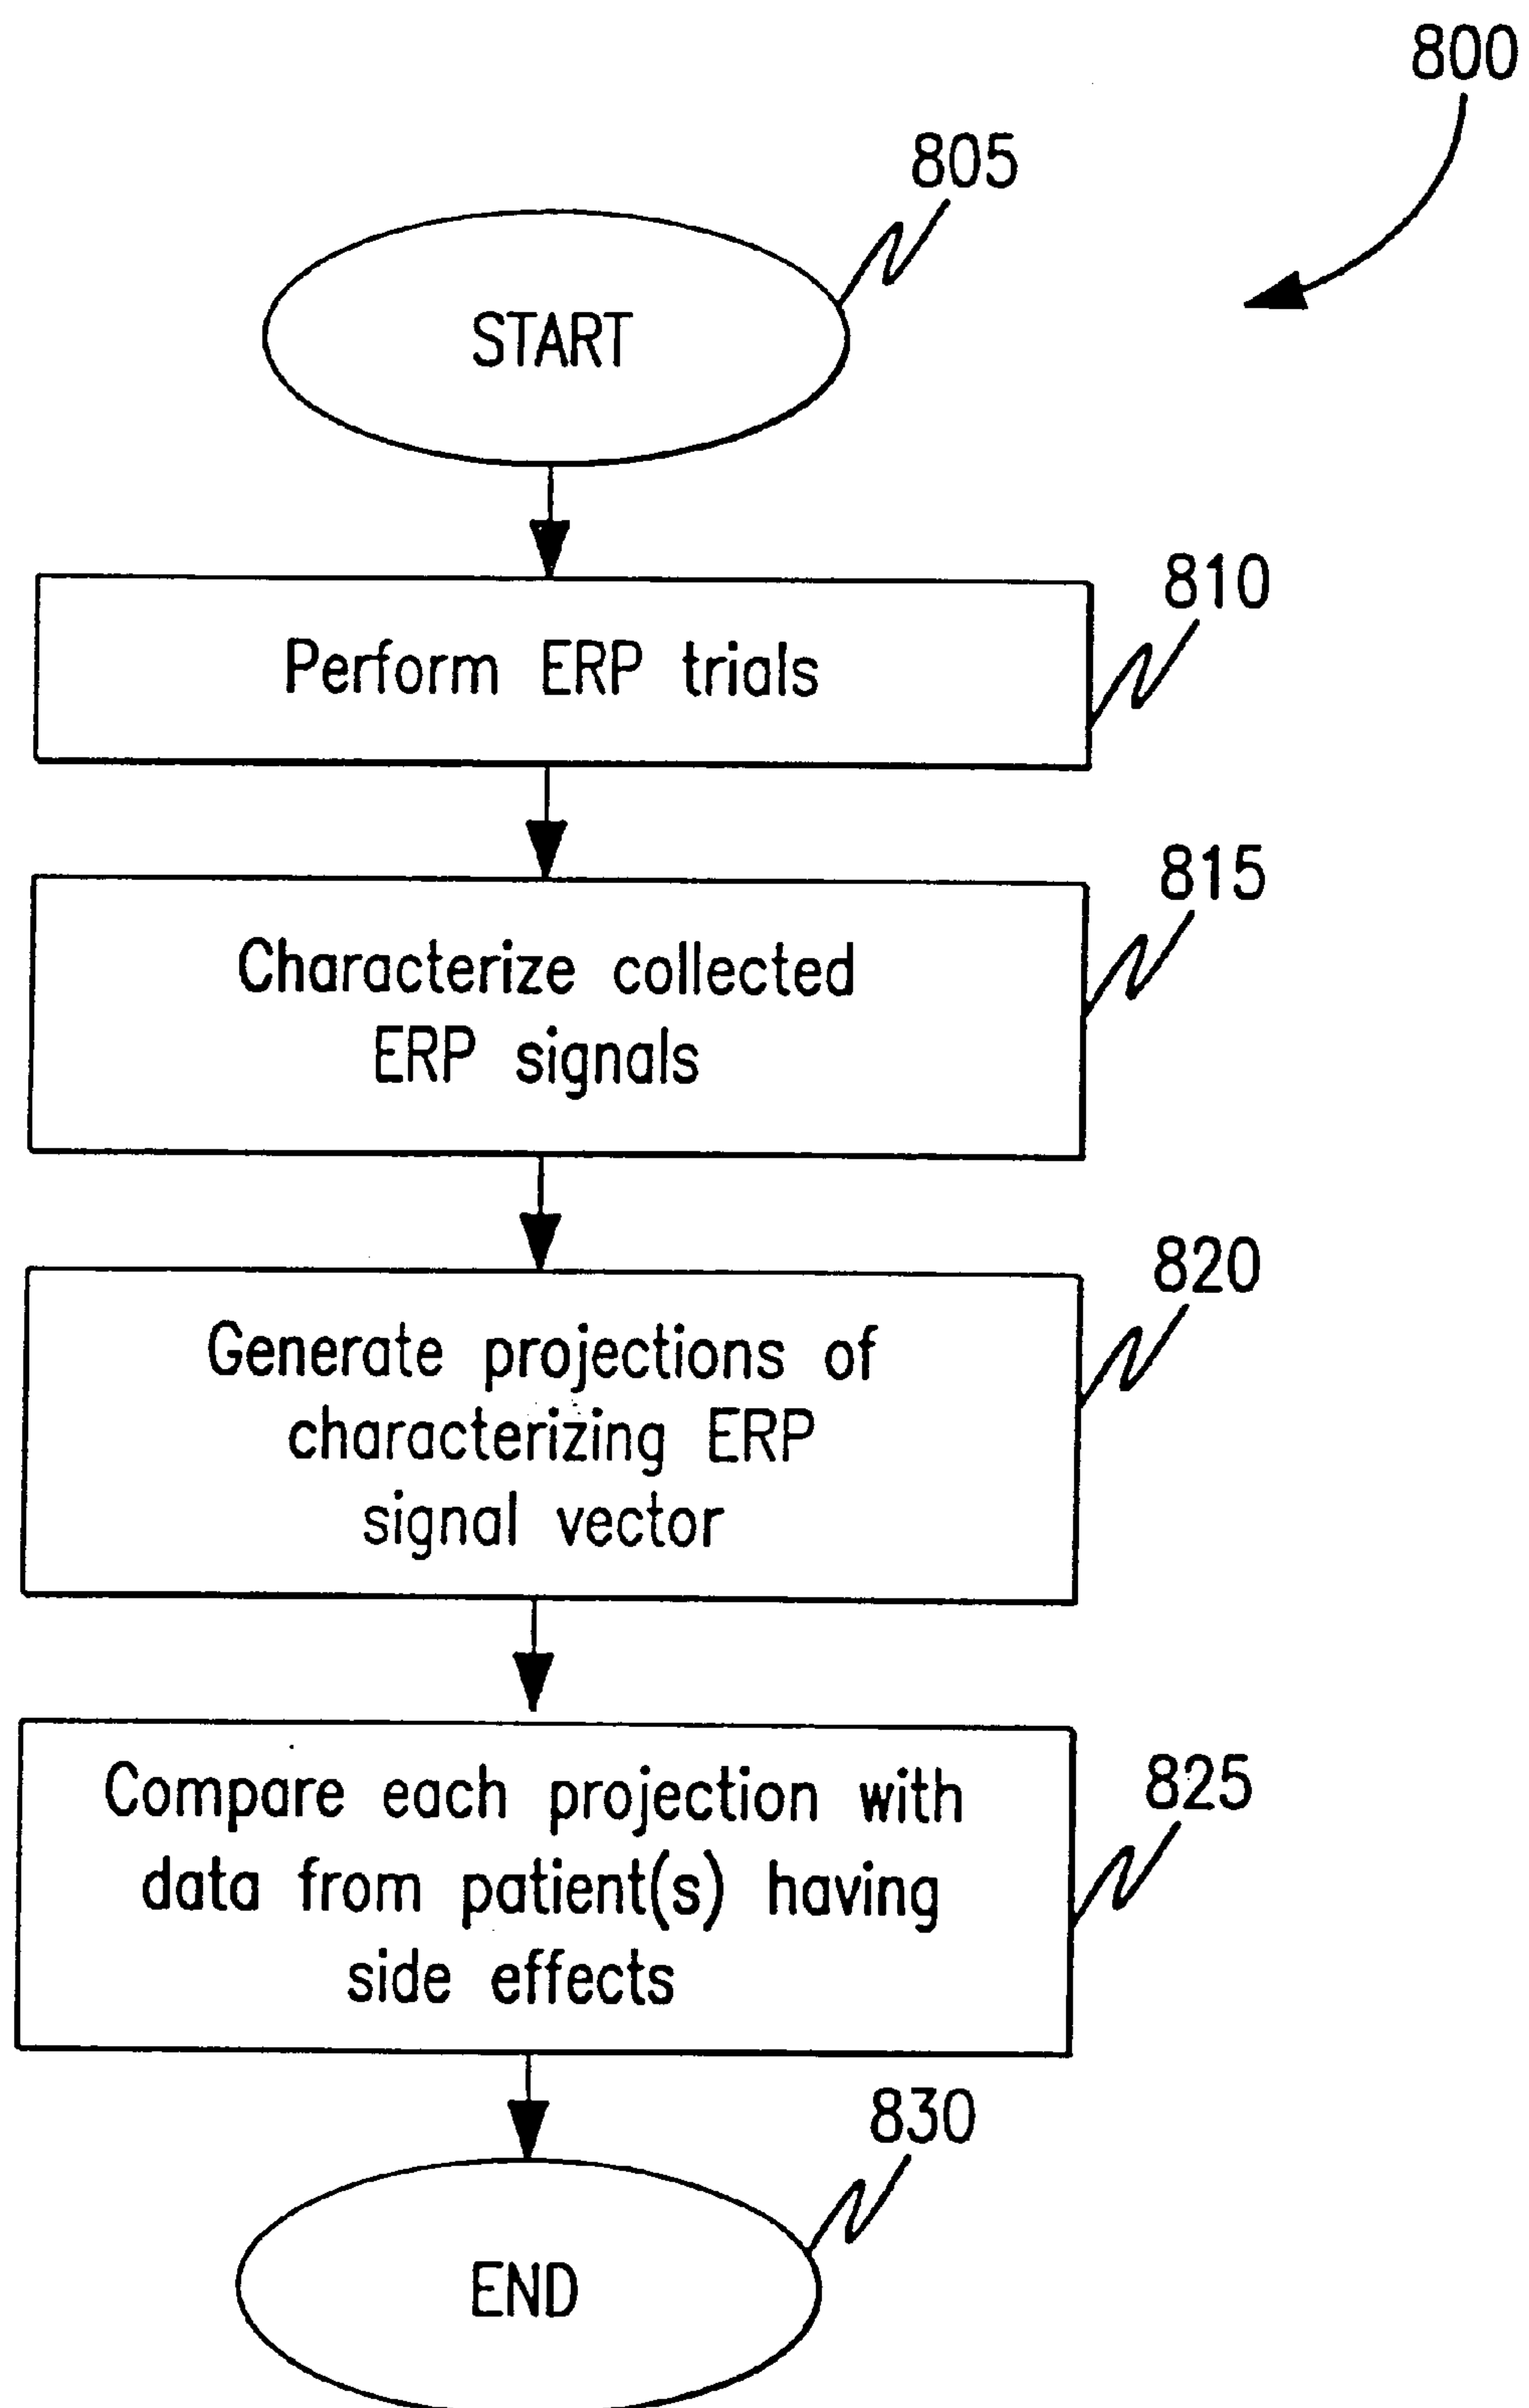 800
805
START
810
Perform ERP trials
815
Characterize collected
ERP signals
820
Generate projections of
characterizing ERP
signal vector
825
Compare each projection with
data from patient(s) having
side effects
830
END